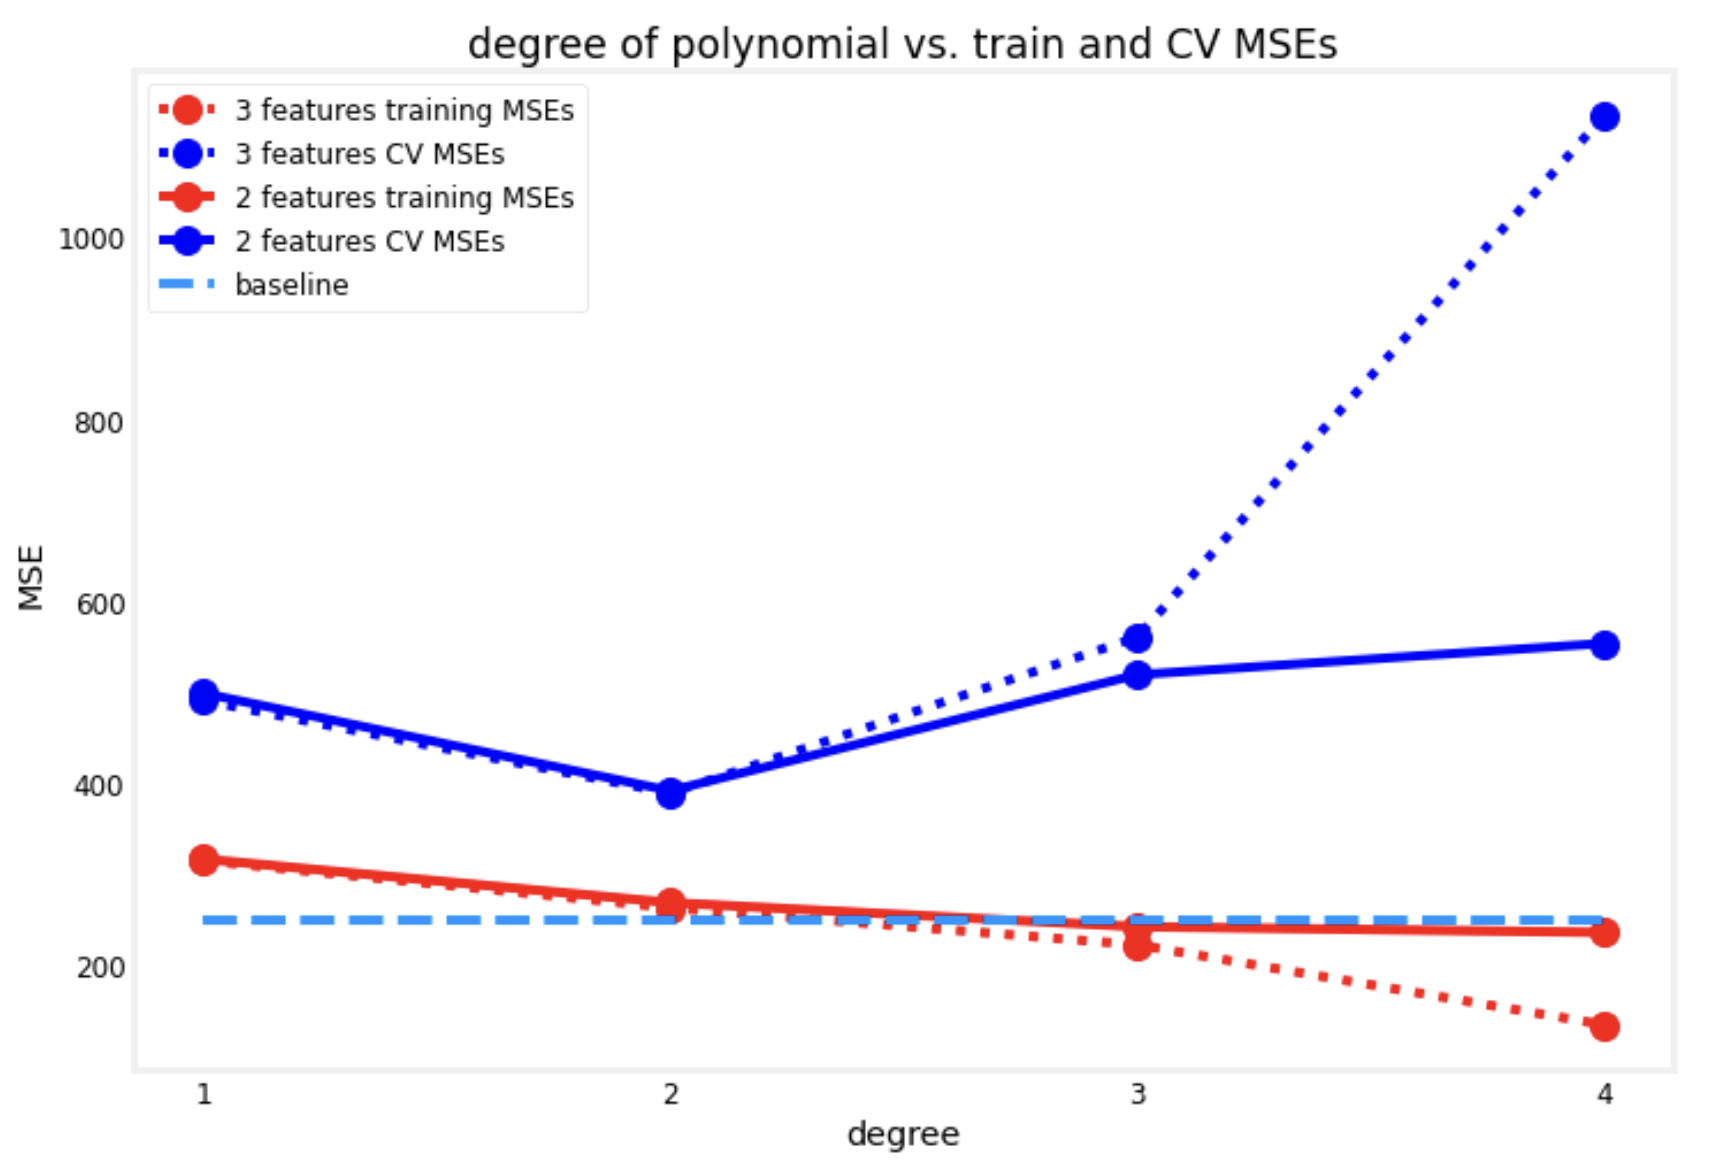 degree of polynomial vs. train and CV MSEs
3 features training MSEs
3 features CV MSEs
2 features training MSEs
2 features CV MSEs
baseline
1000
800
600
400
200
MSE
1 2 3 4
degree